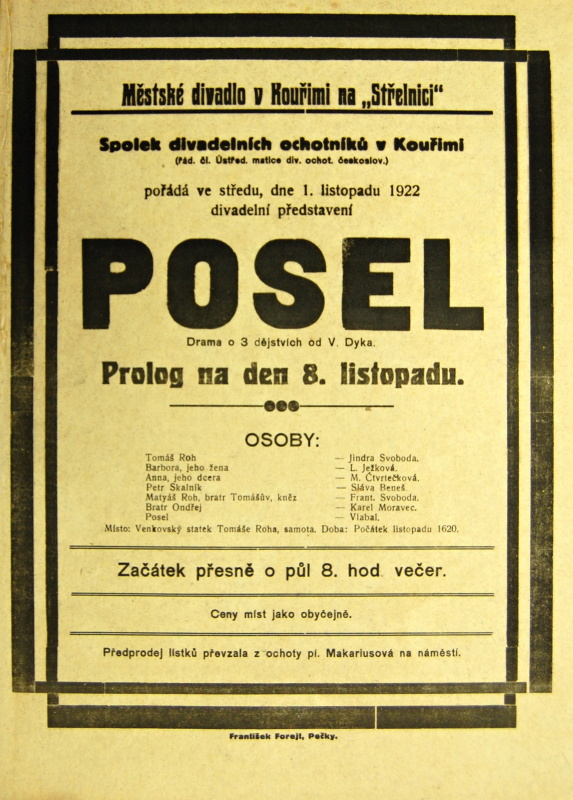 Městské divadlo v Kouřimi na „Střelnici“
Spolek divadelních ochotníků v Kouřimi
(řád. čl. Ústřed. matice div. ochot. českoslov.)
pořádá ve středu, dne 1. listopadu 1922
divadelní představení
POSEL
Drama o 3 dějstvích od V. Dyka.
Prolog na den 8. listopadu.
OSOBY:
Tomáš Roh — Jindra Svoboda.
Barbora, jeho žena — L. Ježková.
Anna, jeho dcera — M. Čtvrtečková.
Petr Skalník — Sláva Beneš.
Matyáš Roh, bratr Tomášův, kněz — Frant. Svoboda.
Bratr Ondřej — Karel Moravec.
Posel — Vlabal.
Místo: Venkovský statek Tomáše Roha, samota. Doba: Počátek listopadu 1620.
Začátek přesně o půl 8. hod večer.
Ceny míst jako obyčejně.
Předprodej lístků převzala z ochoty pí. Makariusová na náměstí.
František Forejt, Pečky.